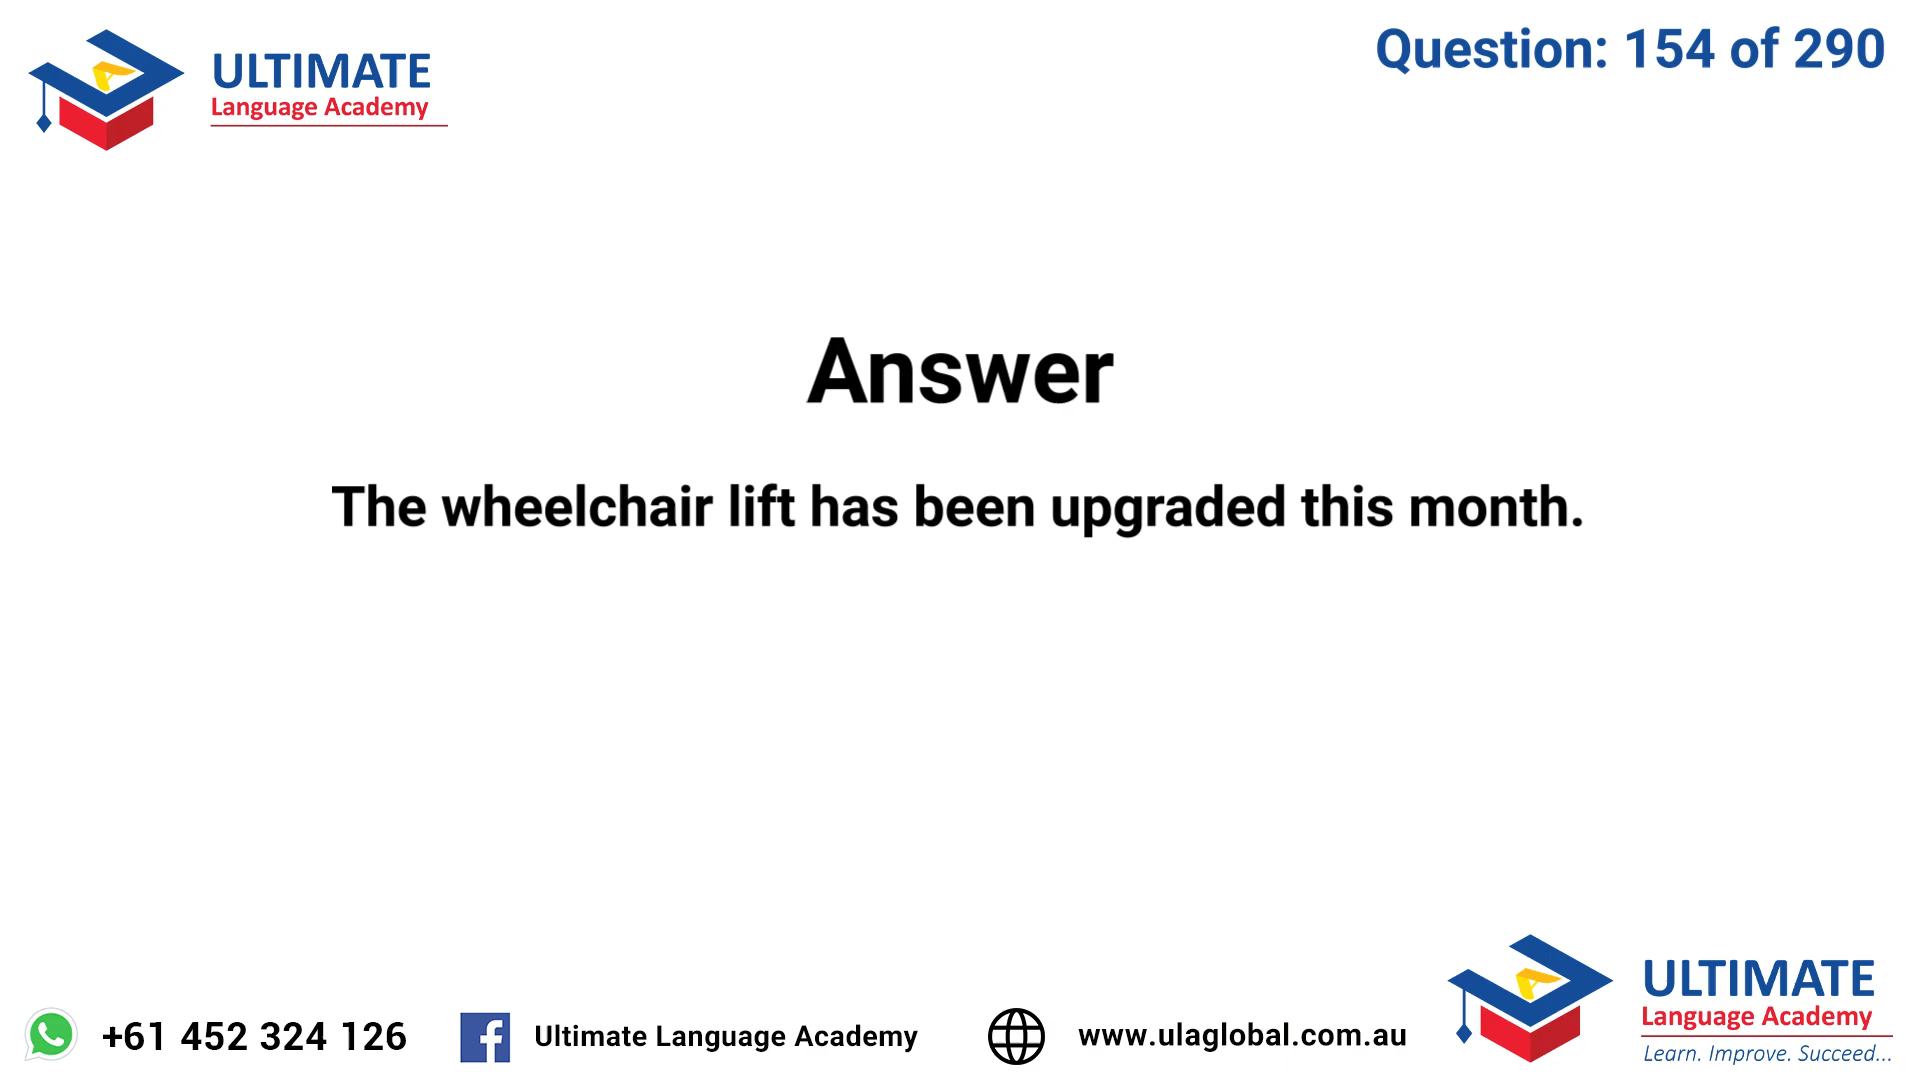 ULTIMATE
Language Academy
Question: 154 of 290
Answer
The wheelchair lift has been upgraded this month.
+61 452 324 126
Ultimate Language Academy
www.ulaglobal.com.au
ULTIMATE
Language Academy
Learn. Improve. Succeed...